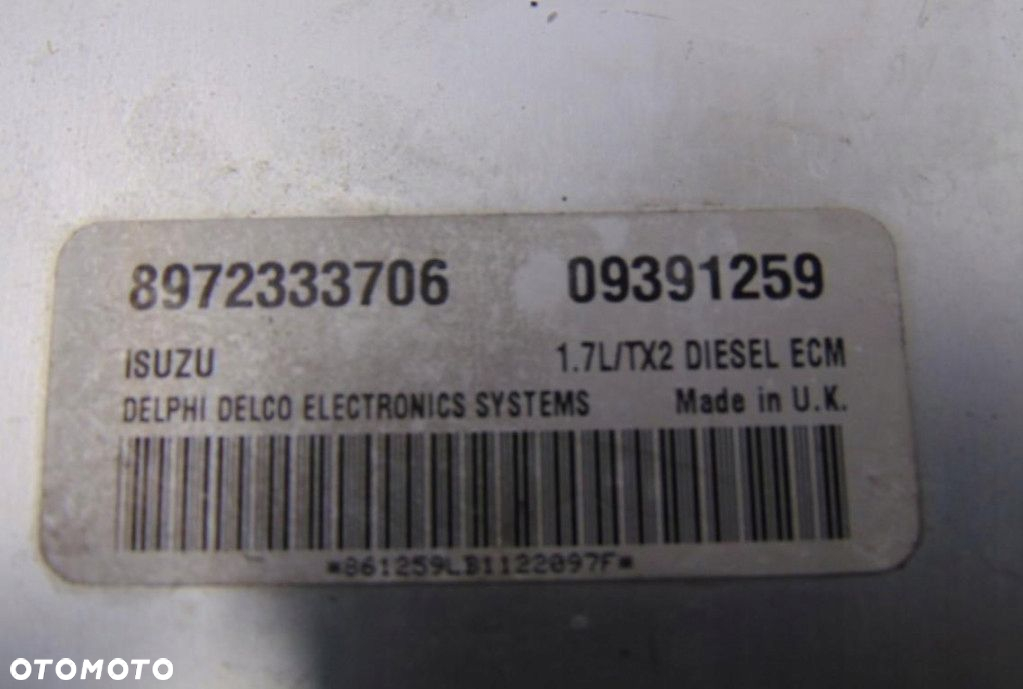 8972333706 09391259
ISUZU 1.7L/TX2 DIESEL ECM
DELPHI DELCO ELECTRONICS SYSTEMS Made in U.K.
*861259LB1122097F*
OTOMOTO